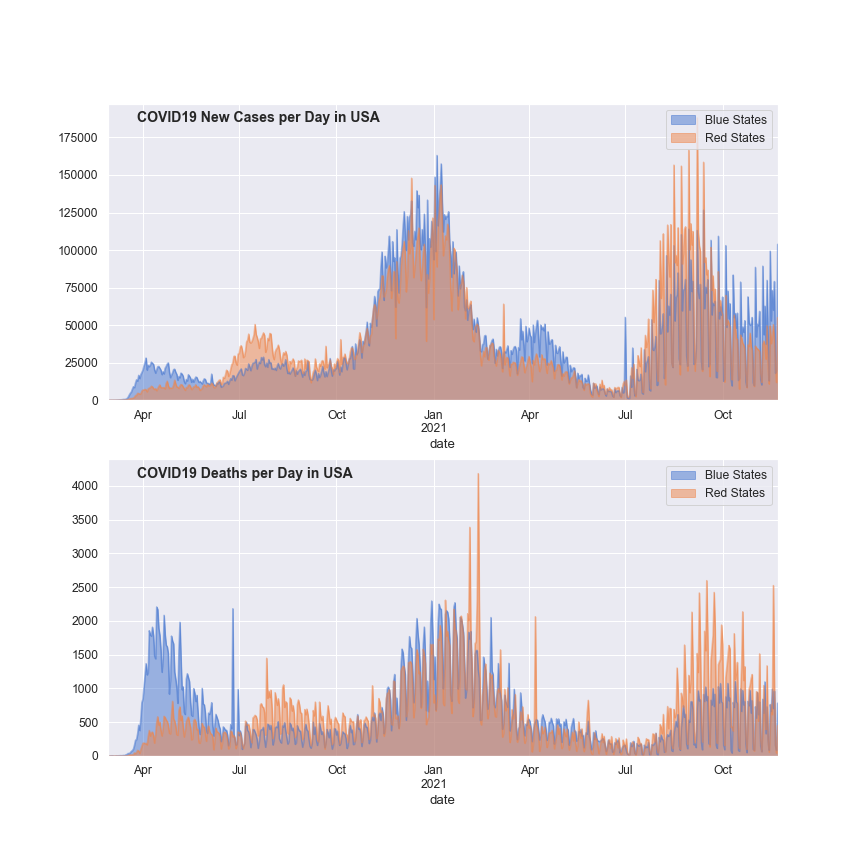 COVID19 New Cases per Day in USA
Blue States
Red States
175000
150000
125000
100000
75000
50000
25000
0
Apr
Jul
Oct
Jan
2021
Apr
Jul
Oct
date
COVID19 Deaths per Day in USA
Blue States
Red States
4000
3500
3000
2500
2000
1500
1000
500
0
Apr
Jul
Oct
Jan
2021
Apr
Jul
Oct
date